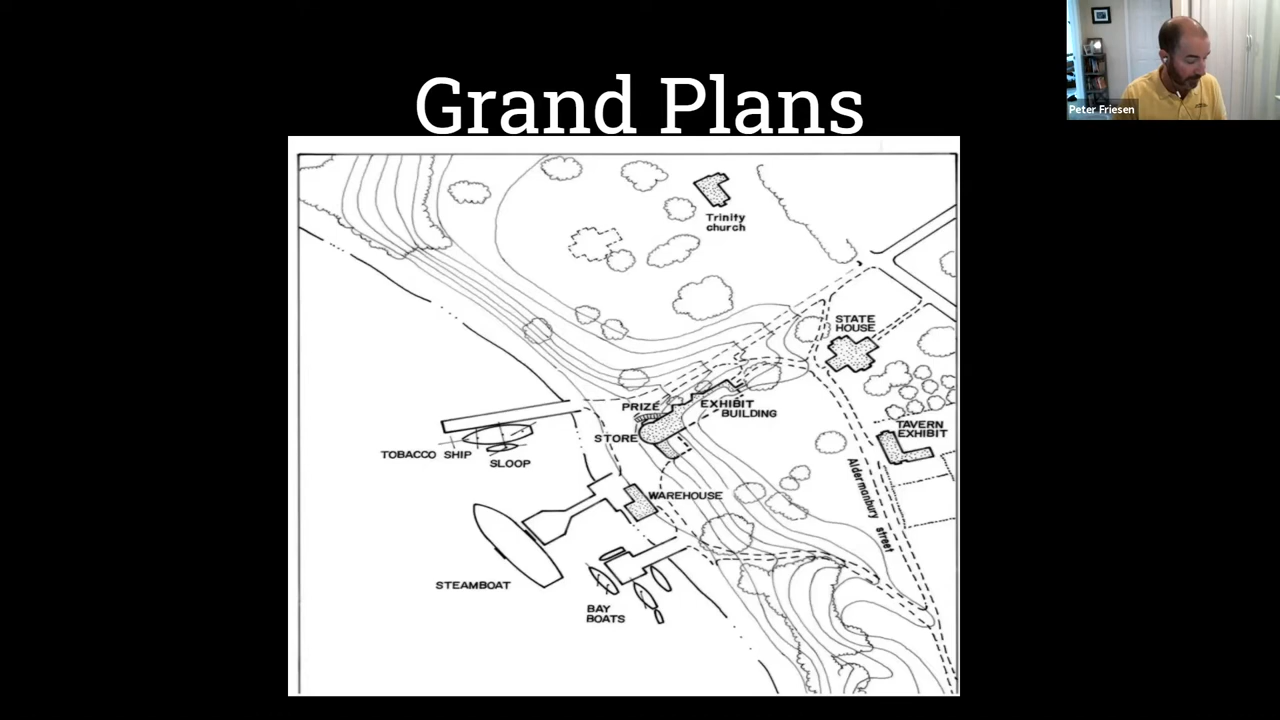 Grand Plans
Peter Friesen
Trinity
church
STATE
HOUSE
PRIZE
EXHIBIT
BUILDING
STORE
TAVERN
EXHIBIT
TOBACCO SHIP
SLOOP
WAREHOUSE
Aldermanbury street
STEAMBOAT
BAY
BOATS